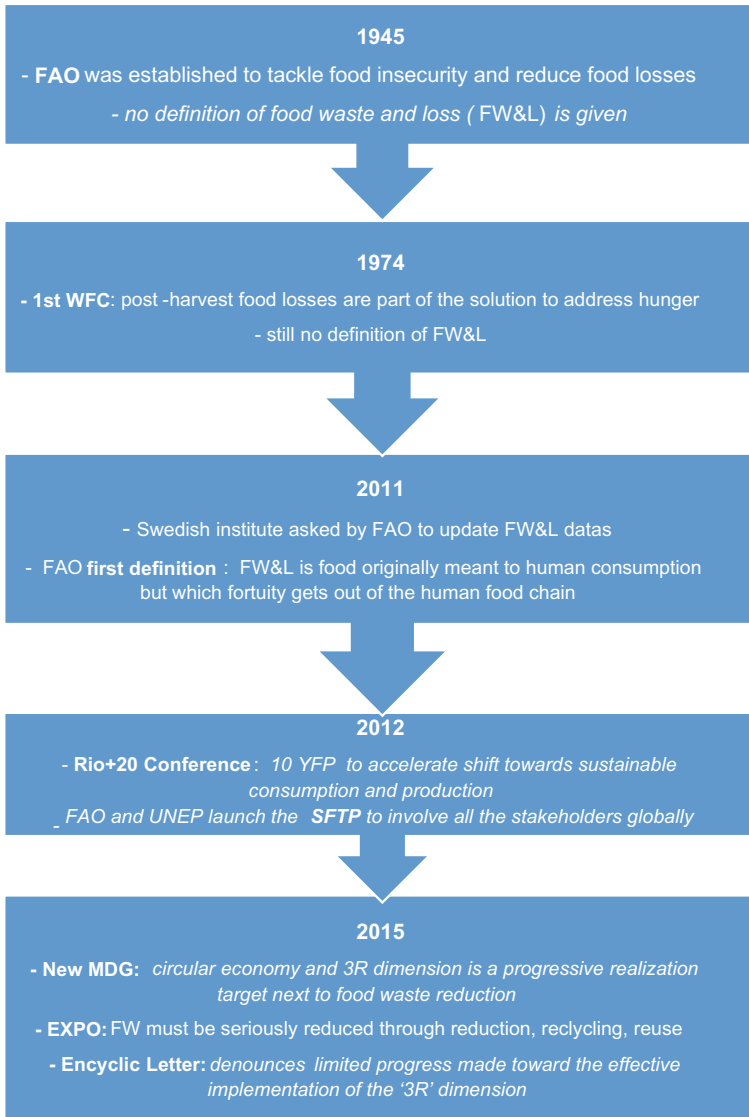 1945
- FAO was established to tackle food insecurity and reduce food losses
- no definition of food waste and loss ( FW&L) is given
1974
- 1st WFC: post -harvest food losses are part of the solution to address hunger
- still no definition of FW&L
2011
- Swedish institute asked by FAO to update FW&L datas
- FAO first definition : FW&L is food originally meant to human consumption
but which fortuity gets out of the human food chain
2012
- Rio+20 Conference : 10 YFP to accelerate shift towards sustainable
consumption and production
- FAO and UNEP launch the SFTP to involve all the stakeholders globally
2015
- New MDG: circular economy and 3R dimension is a progressive realization
target next to food waste reduction
- EXPO: FW must be seriously reduced through reduction, reclycling, reuse
- Encyclic Letter: denounces limited progress made toward the effective
implementation of the ‘3R’ dimension